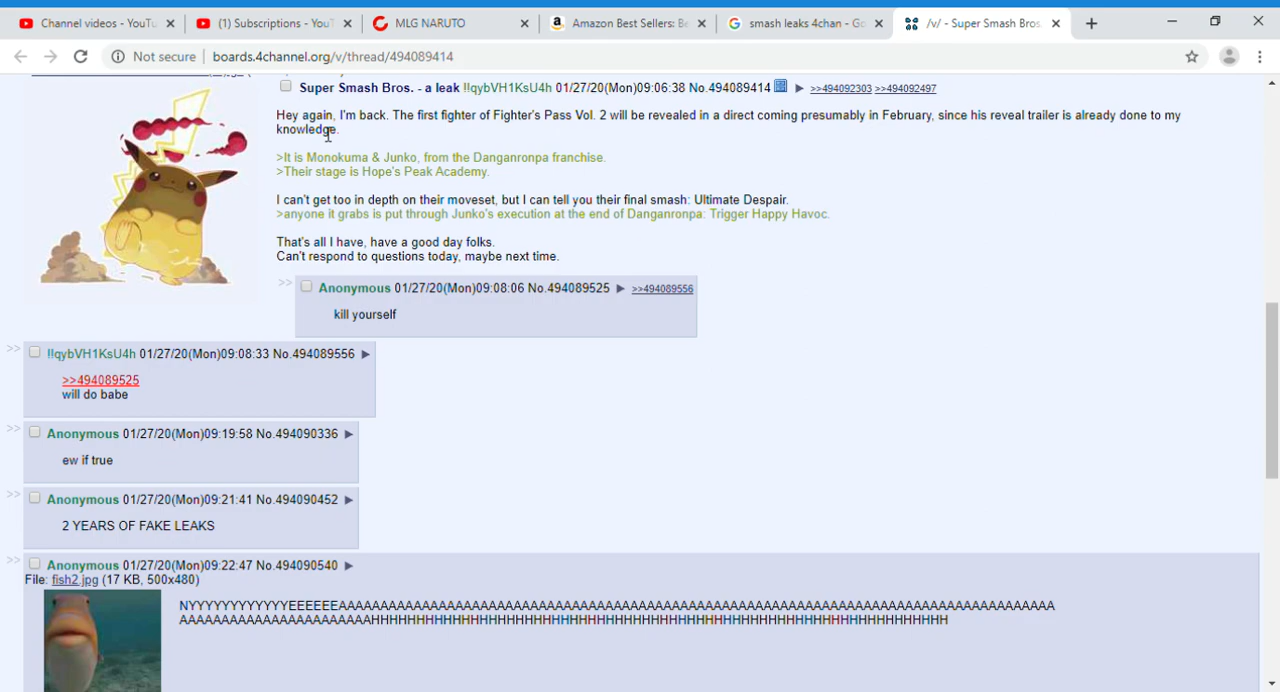 Channel videos - YouTu
(1) Subscriptions - YouT
MLG NARUTO
Amazon Best Sellers: Be
smash leaks 4chan - Go
/v/ - Super Smash Bros.
Not secure | boards.4channel.org/v/thread/494089414
Super Smash Bros. - a leak !!qybVH1KsU4h 01/27/20(Mon)09:06:38 No.494089414 ▶ >>494092303 >>494092497
Hey again, I'm back. The first fighter of Fighter's Pass Vol. 2 will be revealed in a direct coming presumably in February, since his reveal trailer is already done to my
knowledge.
>It is Monokuma & Junko, from the Danganronpa franchise.
>Their stage is Hope's Peak Academy.
I can't get too in depth on their moveset, but I can tell you their final smash: Ultimate Despair.
>anyone it grabs is put through Junko's execution at the end of Danganronpa: Trigger Happy Havoc.
That's all I have, have a good day folks.
Can't respond to questions today, maybe next time.
>> Anonymous 01/27/20(Mon)09:08:06 No.494089525 ▶ >>494089556
kill yourself
>> !!qybVH1KsU4h 01/27/20(Mon)09:08:33 No.494089556 ▶
>>494089525
will do babe
>> Anonymous 01/27/20(Mon)09:19:58 No.494090336 ▶
ew if true
>> Anonymous 01/27/20(Mon)09:21:41 No.494090452 ▶
2 YEARS OF FAKE LEAKS
>> Anonymous 01/27/20(Mon)09:22:47 No.494090540 ▶
File: fish2.jpg (17 KB, 500x480)
NYYYYYYYYYYYYEEEEEEAAAAAAAAAAAAAAAAAAAAAAAAAAAAAAAAAAAAAAAAAAAAAAAAAAAAAAAAAAAAAAAAAAAAAAAAAAAAAAAAAAAAAA
AAAAAAAAAAAAAAAAAAAAAAAHHHHHHHHHHHHHHHHHHHHHHHHHHHHHHHHHHHHHHHHHHHHHHHHHHHHHHHHHHHHHHH